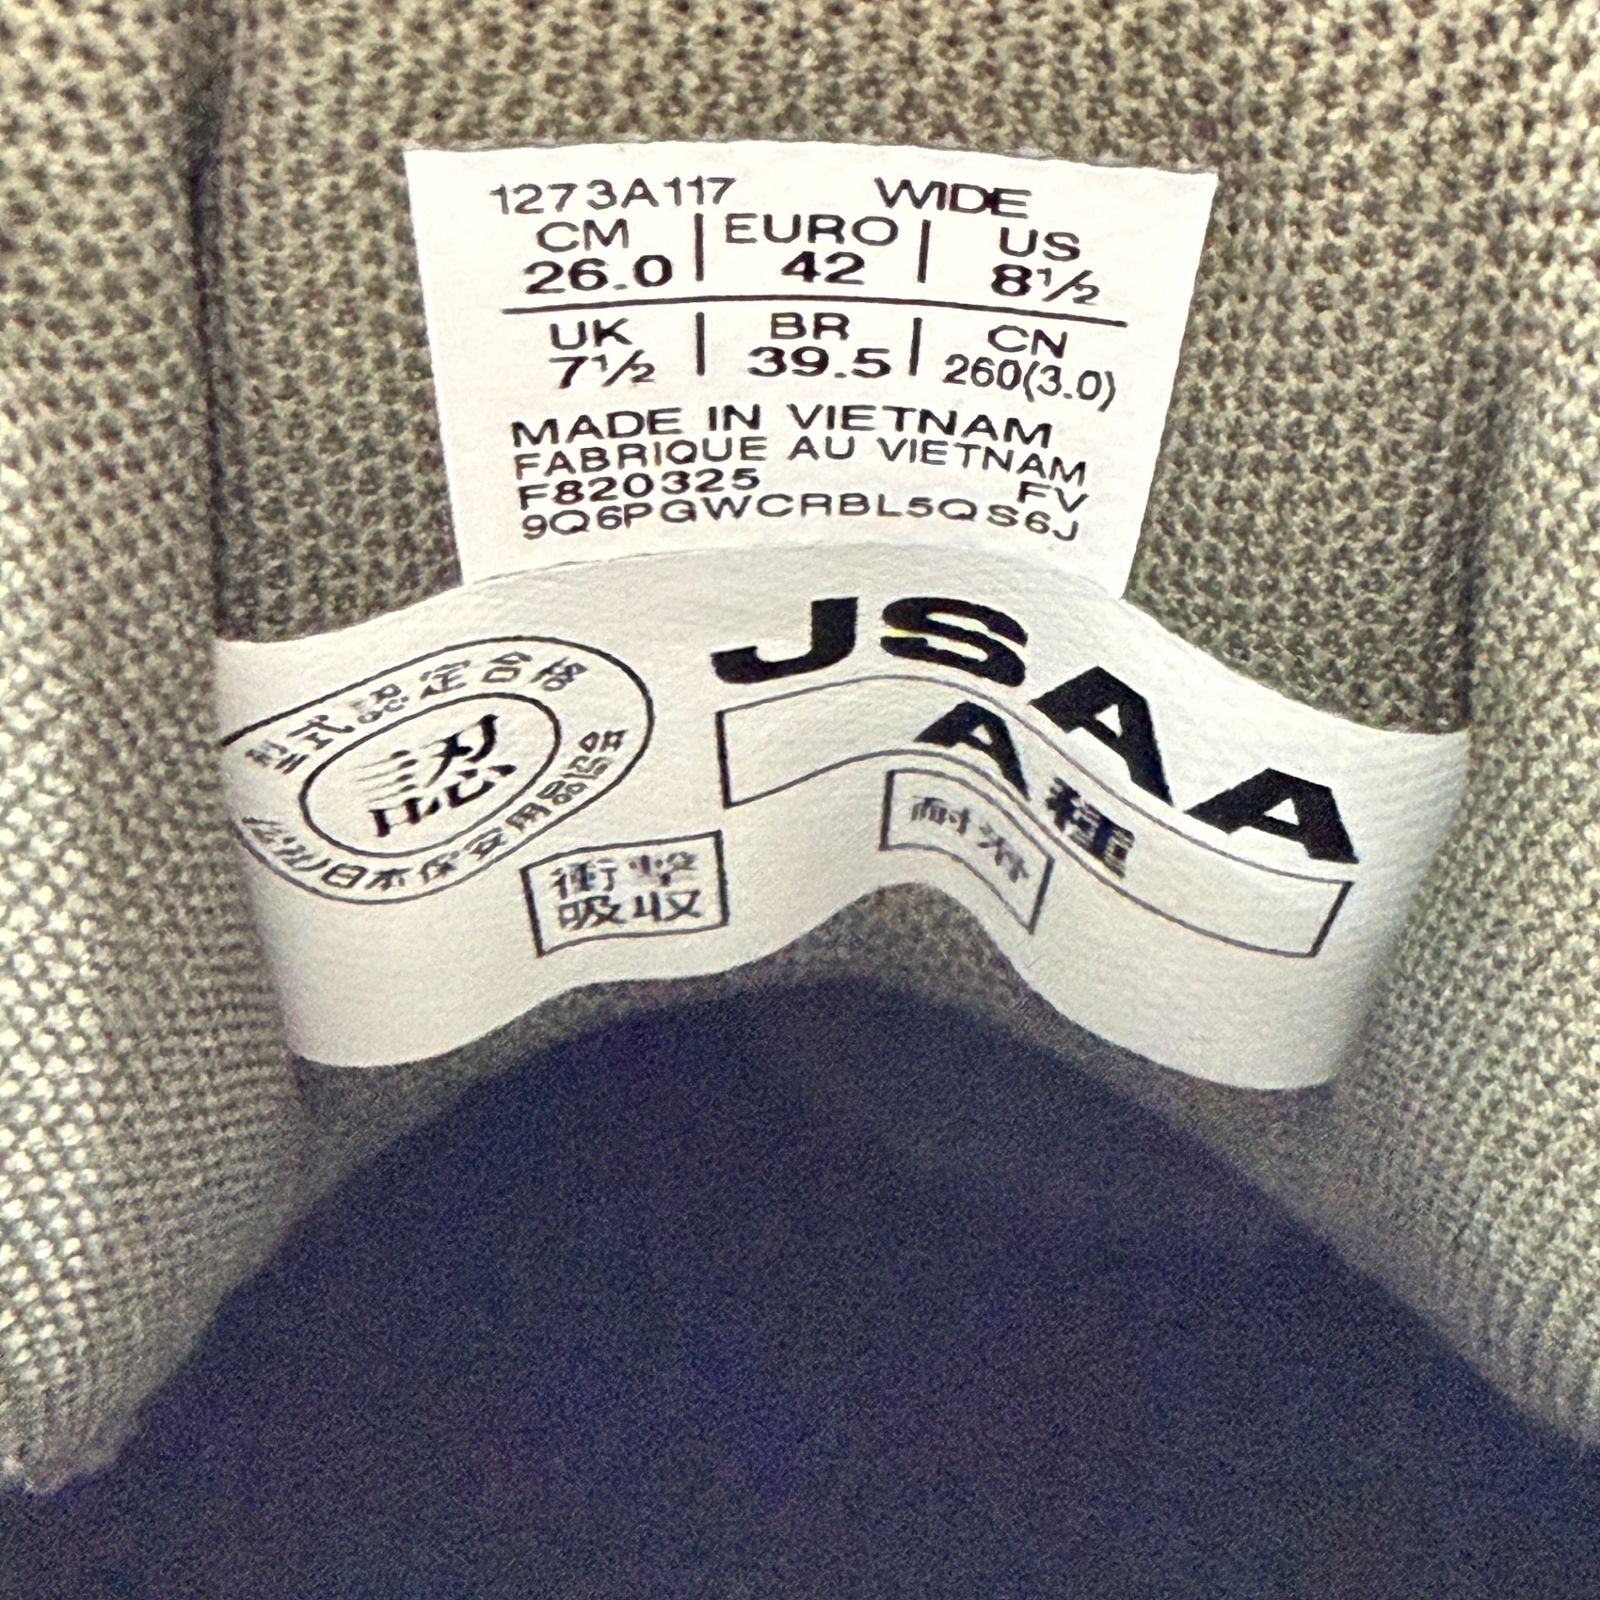 1273A117 WIDE
CM | EURO | US
26.0 | 42 | 8½
UK | BR | CN
7½ | 39.5 | 260(3.0)
MADE IN VIETNAM
FABRIQUE AU VIETNAM
F820325 FV
9Q6PGWCRBL5QS6J
JSAA
A種
耐滑
衝撃
吸収
型式認定合格
認
(公社)日本保安用品協会